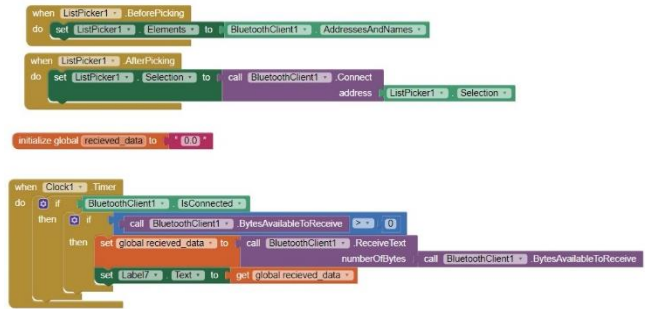 when ListPicker1 .BeforePicking
do set ListPicker1 . Elements to BluetoothClient1 . AddressesAndNames
when ListPicker1 .AfterPicking
do set ListPicker1 . Selection to call BluetoothClient1 .Connect
address ListPicker1 . Selection
initialize global recieved_data to " 0.0 "
when Clock1 .Timer
do if BluetoothClient1 . IsConnected
then if call BluetoothClient1 .BytesAvailableToReceive > 0
then set global recieved_data to call BluetoothClient1 .ReceiveText
numberOfBytes call BluetoothClient1 .BytesAvailableToReceive
set Label7 . Text to get global recieved_data